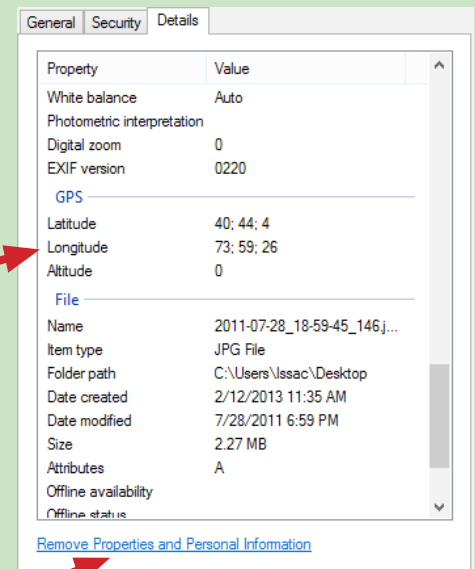 General Security Details
Property Value
White balance Auto
Photometric interpretation
Digital zoom 0
EXIF version 0220
GPS
Latitude 40; 44; 4
Longitude 73; 59; 26
Altitude 0
File
Name 2011-07-28_18-59-45_146.j...
Item type JPG File
Folder path C:\Users\Issac\Desktop
Date created 2/12/2013 11:35 AM
Date modified 7/28/2011 6:59 PM
Size 2.27 MB
Attributes A
Offline availability
Offline status
Remove Properties and Personal Information